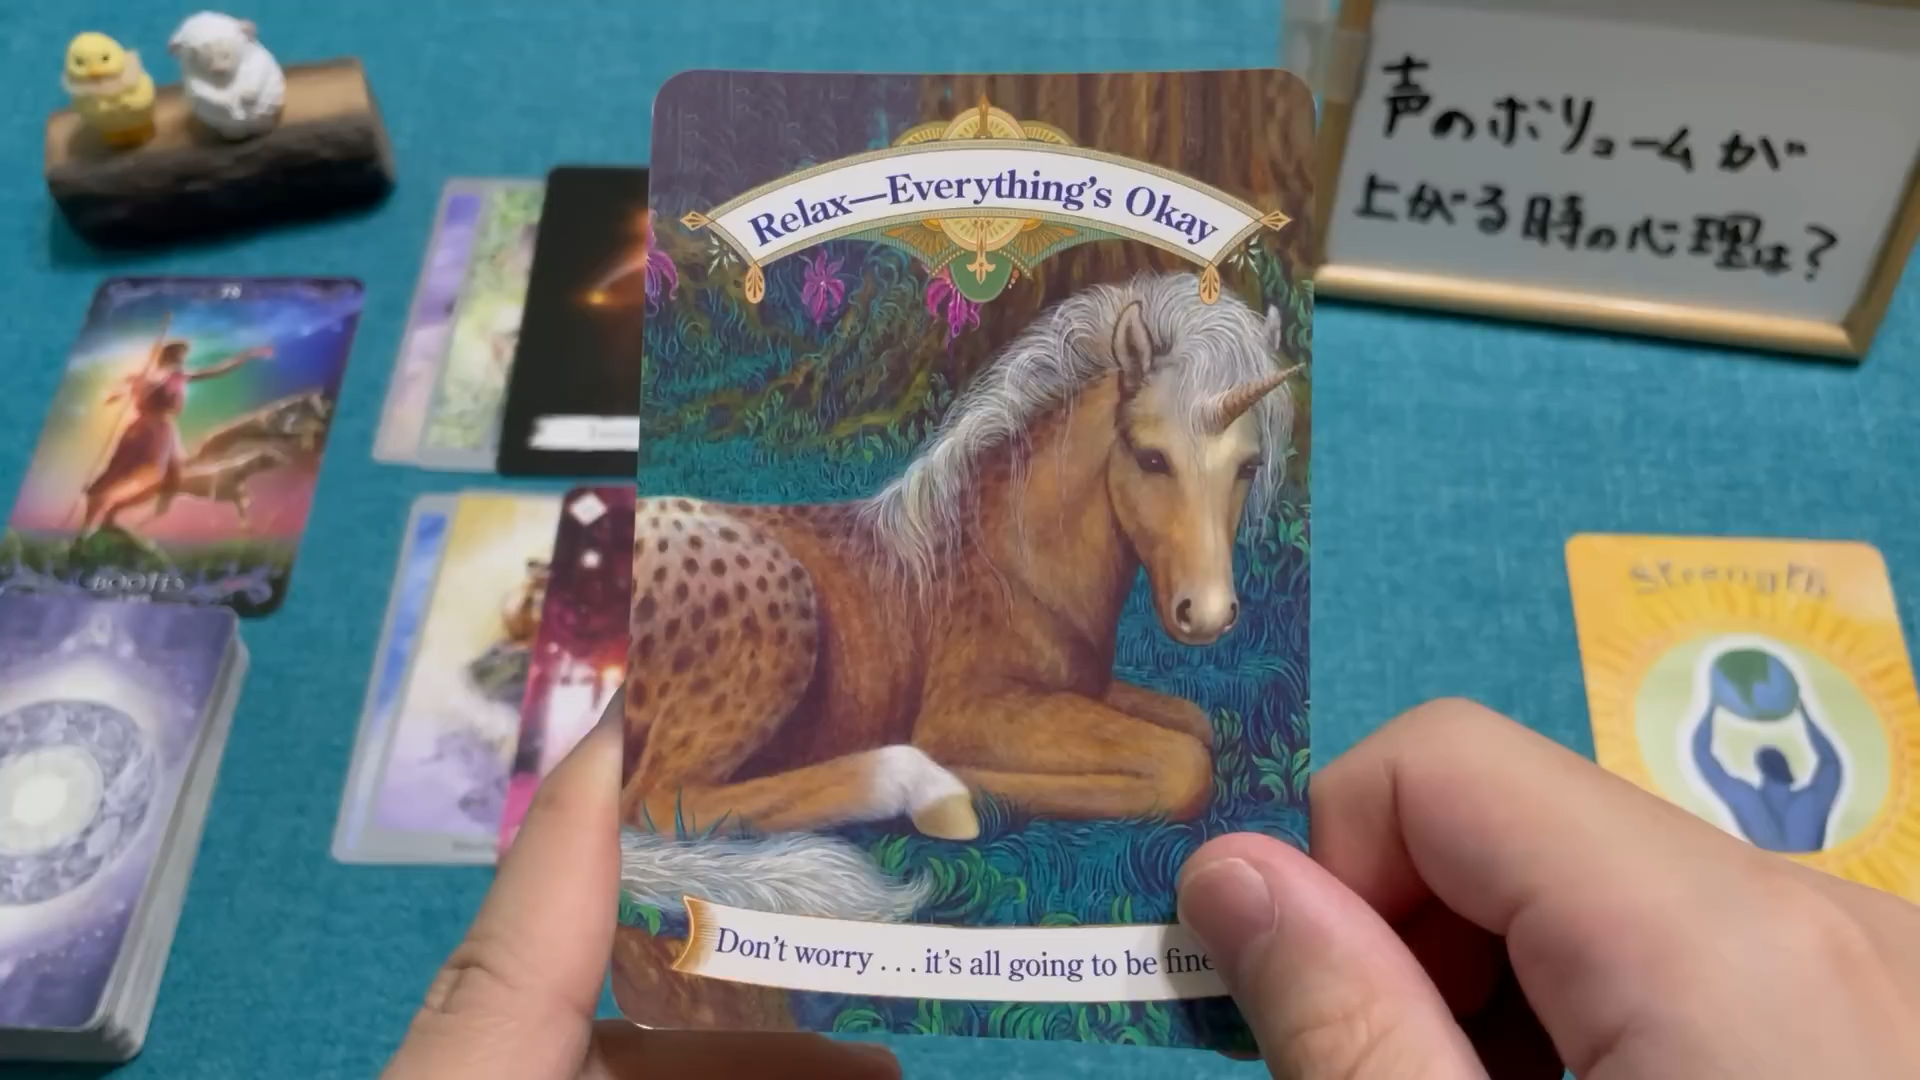 Relax—Everything's Okay
Don't worry . . . it's all going to be fine
声のボリュームが
上がる時の心理は?
Strength